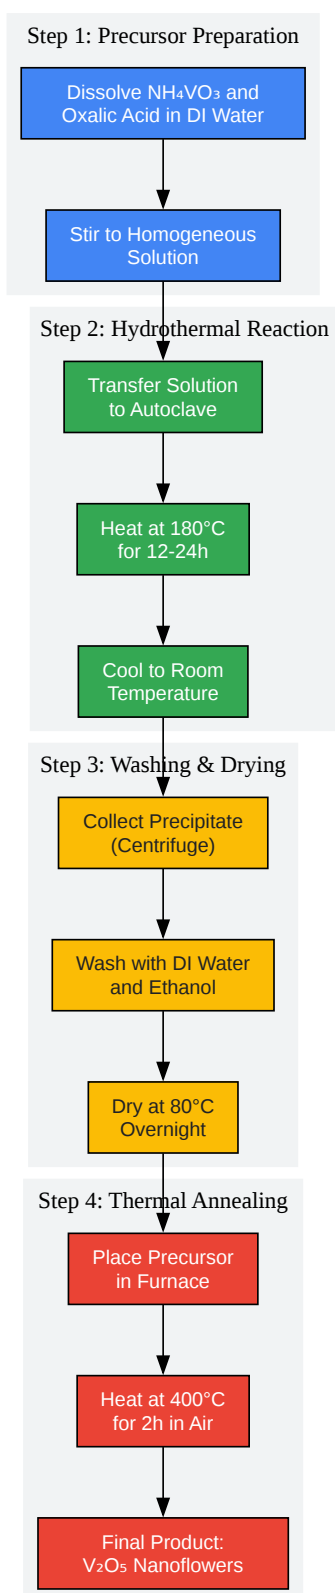 Step 1: Precursor Preparation
Dissolve NH₄VO₃ and
Oxalic Acid in DI Water
Stir to Homogeneous
Solution
Step 2: Hydrothermal Reaction
Transfer Solution
to Autoclave
Heat at 180°C
for 12-24h
Cool to Room
Temperature
Step 3: Washing & Drying
Collect Precipitate
(Centrifuge)
Wash with DI Water
and Ethanol
Dry at 80°C
Overnight
Step 4: Thermal Annealing
Place Precursor
in Furnace
Heat at 400°C
for 2h in Air
Final Product:
V₂O₅ Nanoflowers